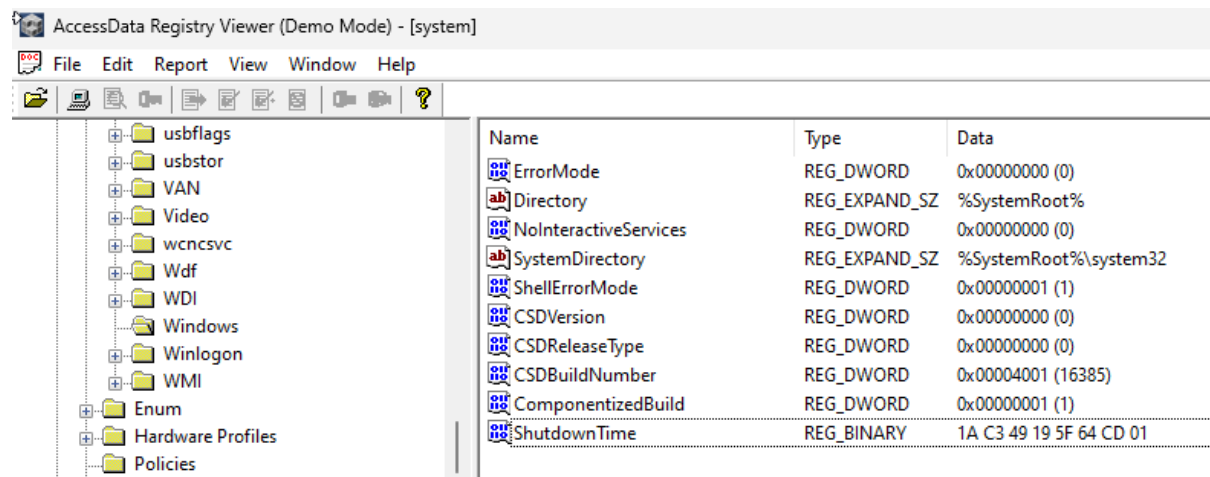 AccessData Registry Viewer (Demo Mode) - [system]
File Edit Report View Window Help
usbflags
usbstor
VAN
Video
wcncsvc
Wdf
WDI
Windows
Winlogon
WMI
Enum
Hardware Profiles
Policies
Name Type Data
ErrorMode REG_DWORD 0x00000000 (0)
Directory REG_EXPAND_SZ %SystemRoot%
NoInteractiveServices REG_DWORD 0x00000000 (0)
SystemDirectory REG_EXPAND_SZ %SystemRoot%\system32
ShellErrorMode REG_DWORD 0x00000001 (1)
CSDVersion REG_DWORD 0x00000000 (0)
CSDReleaseType REG_DWORD 0x00000000 (0)
CSDBuildNumber REG_DWORD 0x00004001 (16385)
ComponentizedBuild REG_DWORD 0x00000001 (1)
ShutdownTime REG_BINARY 1A C3 49 19 5F 64 CD 01